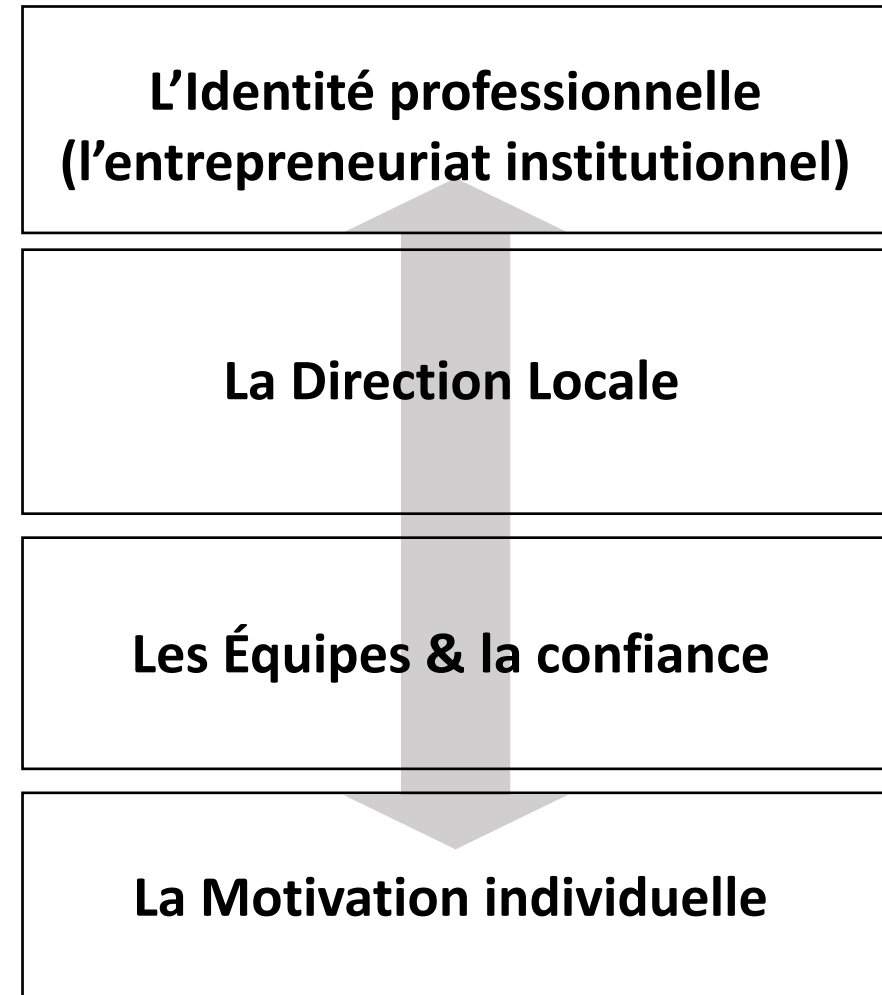 L’Identité professionnelle
(l’entrepreneuriat institutionnel)
La Direction Locale
Les Équipes & la confiance
La Motivation individuelle